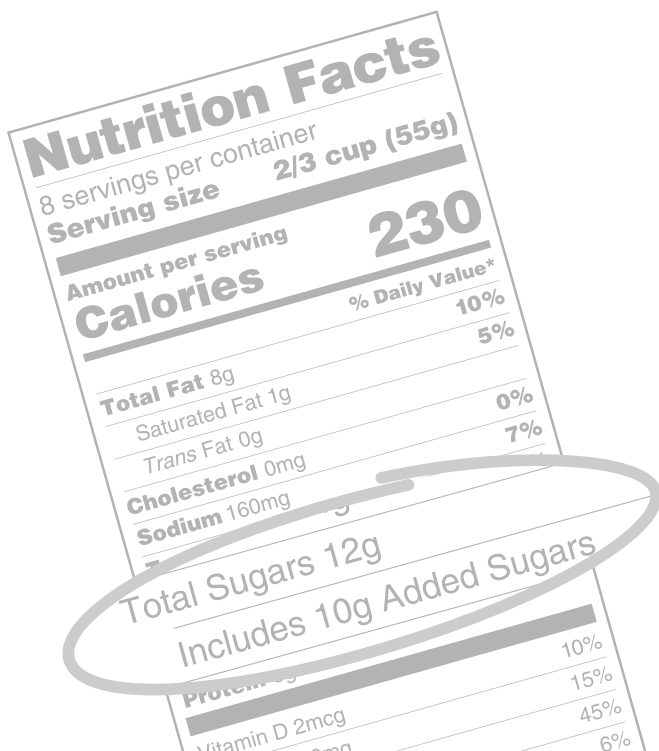 Nutrition Facts
8 servings per container
Serving size 2/3 cup (55g)
Amount per serving
Calories 230
% Daily Value*
Total Fat 8g 10%
Saturated Fat 1g 5%
Trans Fat 0g
Cholesterol 0mg 0%
Sodium 160mg 7%
Total Sugars 12g
Includes 10g Added Sugars
Protein
Vitamin D 2mcg 10%
15%
45%
6%